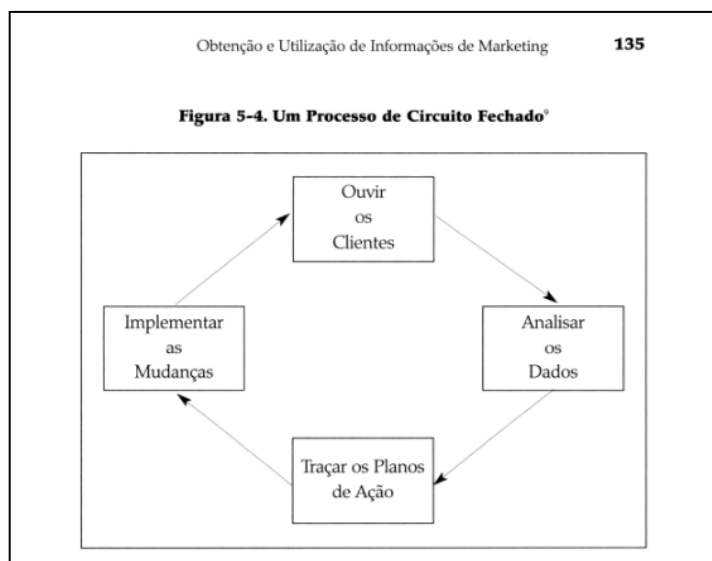 Obtenção e Utilização de Informações de Marketing 135
Figura 5-4. Um Processo de Circuito Fechado⁹
Ouvir
os
Clientes
Implementar
as
Mudanças
Analisar
os
Dados
Traçar os Planos
de Ação